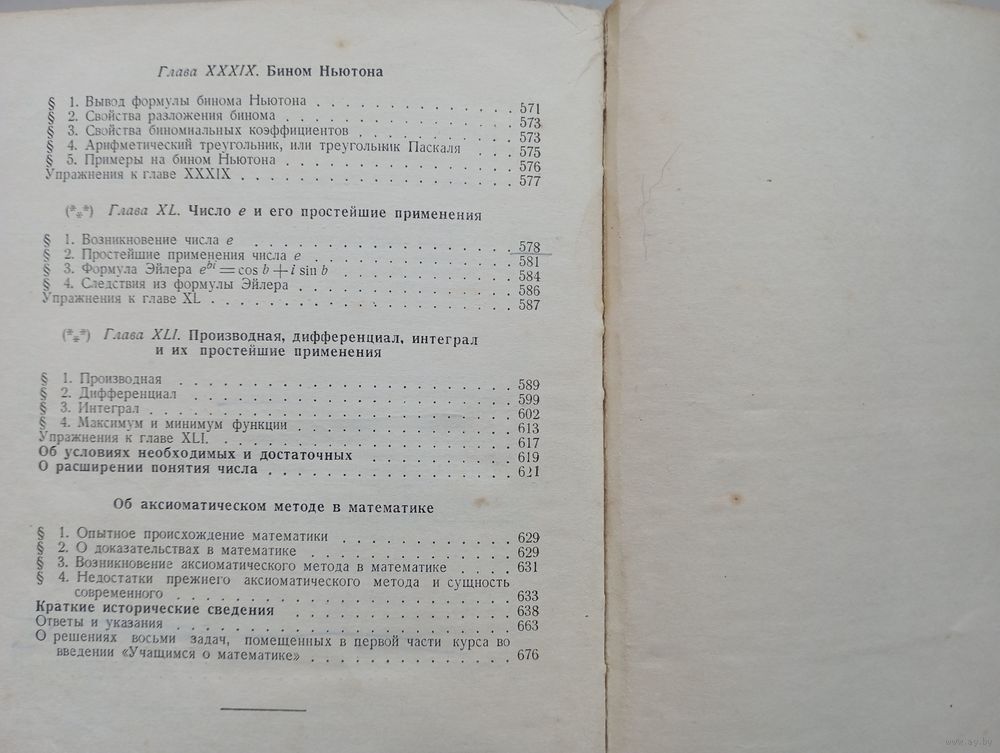 Глава XXXIX. Бином Ньютона
§ 1. Вывод формулы бинома Ньютона . . . . . . . . . . . . . . 571
§ 2. Свойства разложения бинома . . . . . . . . . . . . . . . . 573
§ 3. Свойства биномиальных коэффициентов . . . . . . . . . . . 573
§ 4. Арифметический треугольник, или треугольник Паскаля . . . 575
§ 5. Примеры на бином Ньютона . . . . . . . . . . . . . . . . 576
Упражнения к главе XXXIX . . . . . . . . . . . . . . . . . . . 577
(***) Глава XL. Число e и его простейшие применения
§ 1. Возникновение числа e . . . . . . . . . . . . . . . . . . 578
§ 2. Простейшие применения числа e . . . . . . . . . . . . . . 581
§ 3. Формула Эйлера e^{bi} = cos b + i sin b . . . . . . . . . . . . 584
§ 4. Следствия из формулы Эйлера . . . . . . . . . . . . . . . 586
Упражнения к главе XL . . . . . . . . . . . . . . . . . . . . 587
(***) Глава XLI. Производная, дифференциал, интеграл
и их простейшие применения
§ 1. Производная . . . . . . . . . . . . . . . . . . . . . . . 589
§ 2. Дифференциал . . . . . . . . . . . . . . . . . . . . . . 599
§ 3. Интеграл . . . . . . . . . . . . . . . . . . . . . . . . 602
§ 4. Максимум и минимум функции . . . . . . . . . . . . . . . 613
Упражнения к главе XLI. . . . . . . . . . . . . . . . . . . . 617
Об условиях необходимых и достаточных . . . . . . . . . . . 619
О расширении понятия числа . . . . . . . . . . . . . . . . . 621
Об аксиоматическом методе в математике
§ 1. Опытное происхождение математики . . . . . . . . . . . . 629
§ 2. О доказательствах в математике . . . . . . . . . . . . . . 629
§ 3. Возникновение аксиоматического метода в математике . . . . 631
§ 4. Недостатки прежнего аксиоматического метода и сущность
современного . . . . . . . . . . . . . . . . . . . . . . 633
Краткие исторические сведения . . . . . . . . . . . . . . . . 638
Ответы и указания . . . . . . . . . . . . . . . . . . . . . . 663
О решениях восьми задач, помещенных в первой части курса во
введении «Учащимся о математике» . . . . . . . . . . . . . 676
www.ay.by